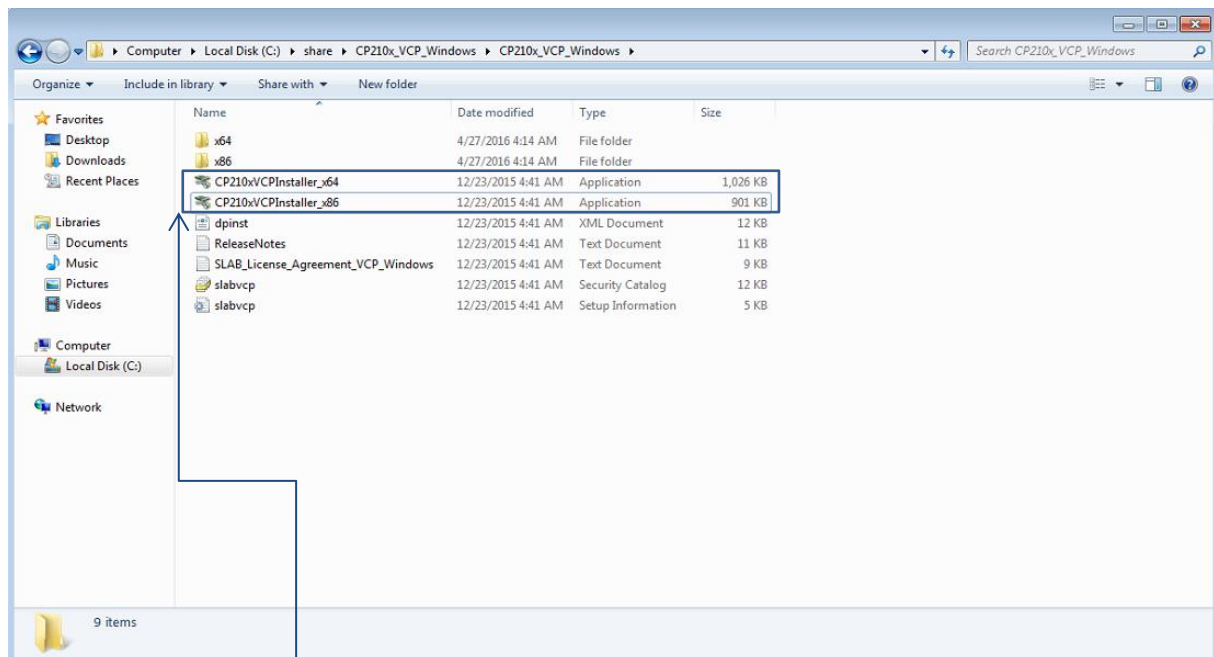 Computer ▸ Local Disk (C:) ▸ share ▸ CP210x_VCP_Windows ▸ CP210x_VCP_Windows ▸
Search CP210x_VCP_Windows
Organize Include in library Share with New folder
Favorites
Desktop
Downloads
Recent Places
Libraries
Documents
Music
Pictures
Videos
Computer
Local Disk (C:)
Network
Name Date modified Type Size
x64 4/27/2016 4:14 AM File folder
x86 4/27/2016 4:14 AM File folder
CP210xVCPInstaller_x64 12/23/2015 4:41 AM Application 1,026 KB
CP210xVCPInstaller_x86 12/23/2015 4:41 AM Application 901 KB
dpinst 12/23/2015 4:41 AM XML Document 12 KB
ReleaseNotes 12/23/2015 4:41 AM Text Document 11 KB
SLAB_License_Agreement_VCP_Windows 12/23/2015 4:41 AM Text Document 9 KB
slabvcp 12/23/2015 4:41 AM Security Catalog 12 KB
slabvcp 12/23/2015 4:41 AM Setup Information 5 KB
9 items